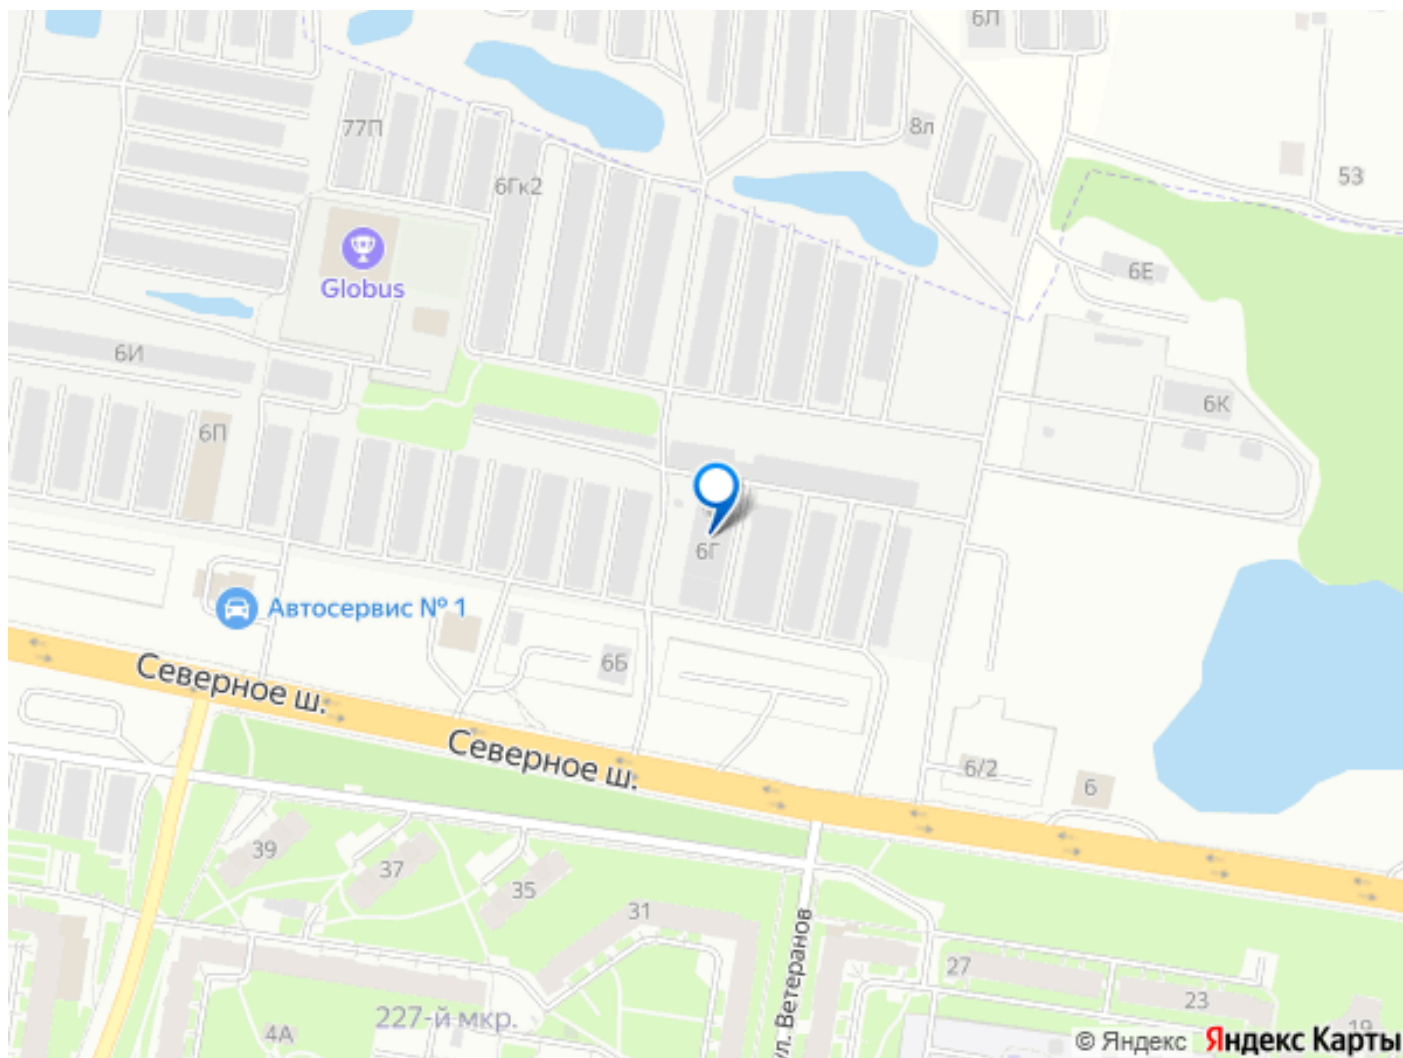 6Л
77П
8л
6Гк2
53
Globus
6Е
6И
6К
6П
6Г
Автосервис № 1
6Б
Северное ш.
Северное ш.
6/2
6
39
37
35
31
ул. Ветеранов
27
23
19
227-й мкр.
4А
© Яндекс Яндекс Карты